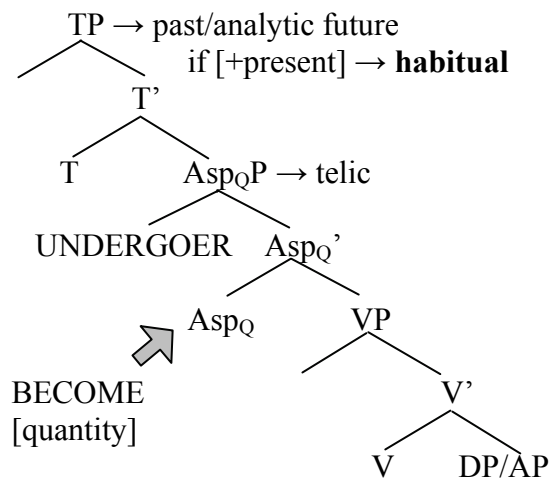 TP → past/analytic future
if [+present] → habitual
T’
T
AspQP → telic
UNDERGOER
AspQ’
AspQ
VP
BECOME
[quantity]
V’
V
DP/AP